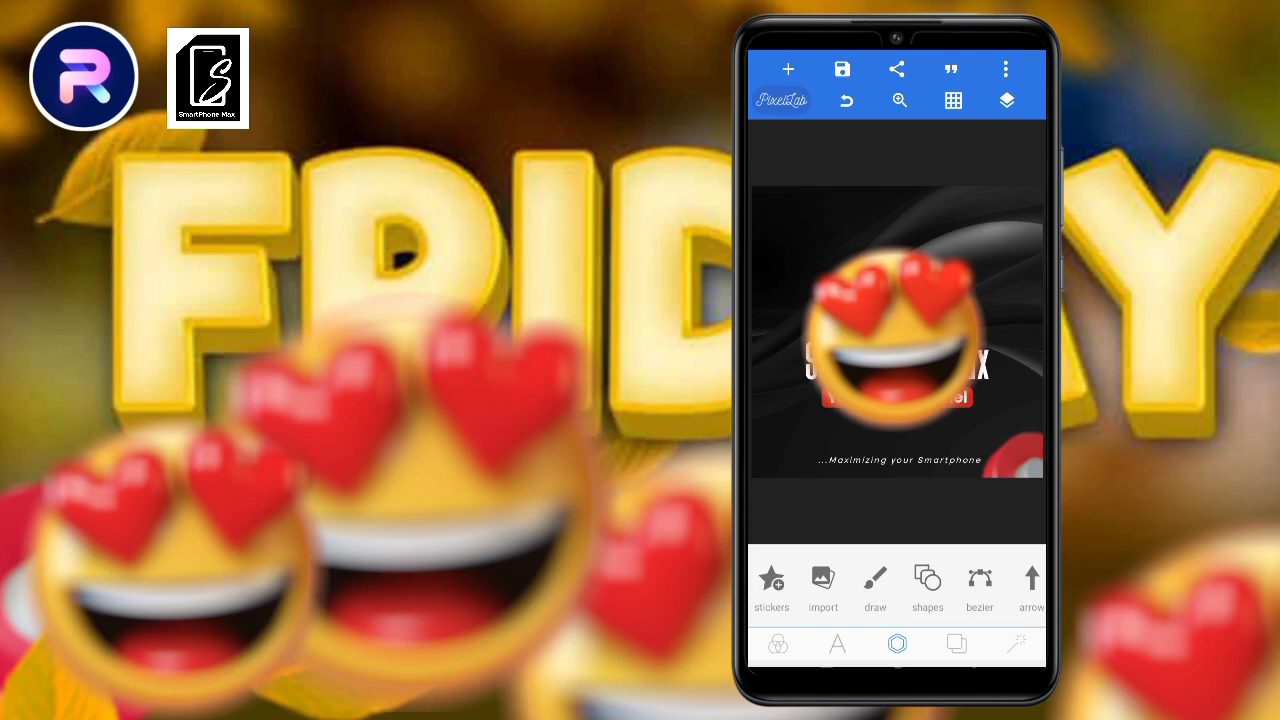 SmartPhone Max
FRIDAY
PixelLab
...Maximizing your Smartphone
stickers
import
draw
shapes
bezier
arrow